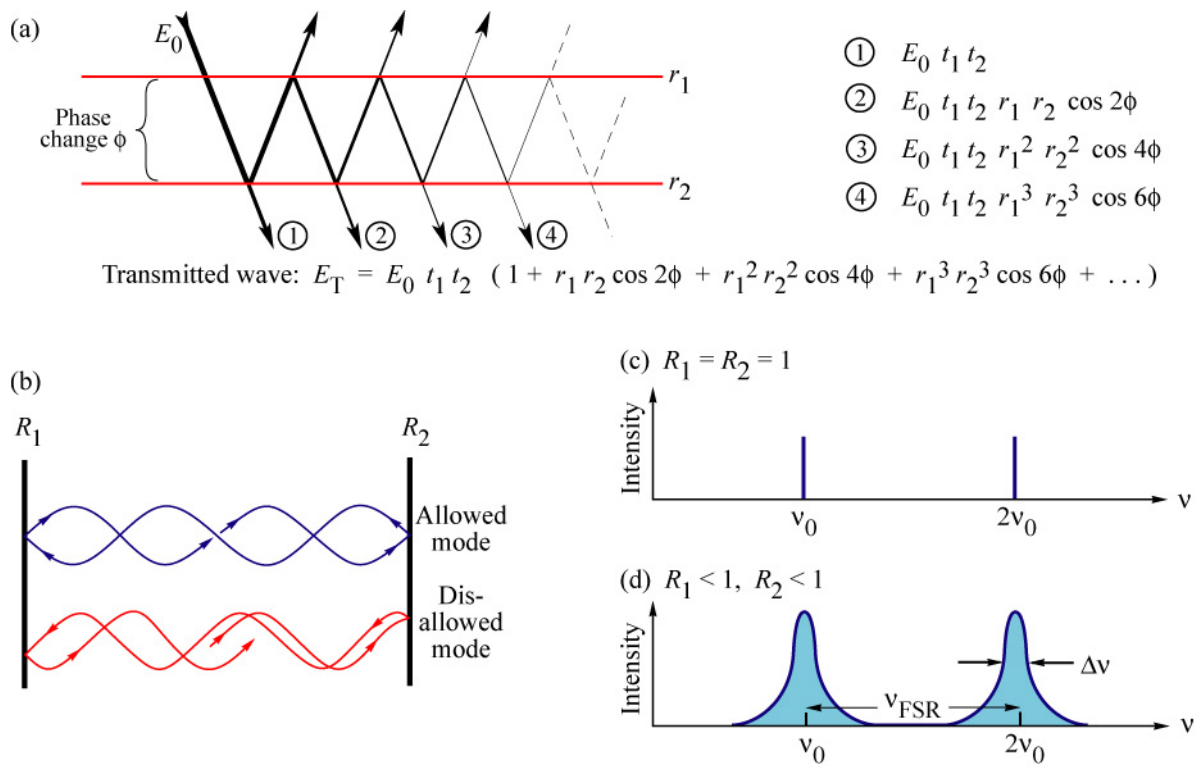 (a)
E₀
r₁
Phase
change ϕ
r₂
① ② ③ ④
① E₀ t₁ t₂
② E₀ t₁ t₂ r₁ r₂ cos 2ϕ
③ E₀ t₁ t₂ r₁² r₂² cos 4ϕ
④ E₀ t₁ t₂ r₁³ r₂³ cos 6ϕ
Transmitted wave: E_T = E₀ t₁ t₂ ( 1 + r₁ r₂ cos 2ϕ + r₁² r₂² cos 4ϕ + r₁³ r₂³ cos 6ϕ + . . . )
(b)
R₁ R₂
Allowed
mode
Dis-
allowed
mode
(c) R₁ = R₂ = 1
Intensity
ν₀ 2ν₀ ν
(d) R₁ < 1, R₂ < 1
Intensity
Δν
ν_FSR
ν₀ 2ν₀ ν